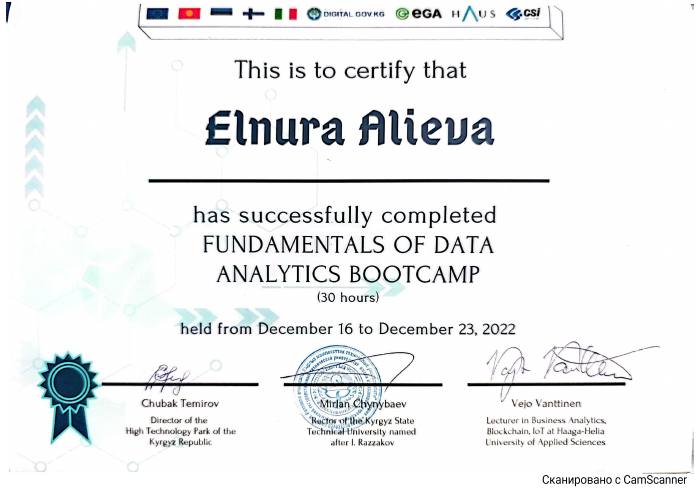 DIGITAL.GOV.KG eGA HAUS CSI
This is to certify that
Elnura Alieva
has successfully completed
FUNDAMENTALS OF DATA
ANALYTICS BOOTCAMP
(30 hours)
held from December 16 to December 23, 2022
Chubak Temirov
Director of the
High Technology Park of the
Kyrgyz Republic
Mirlan Chynybaev
Rector of the Kyrgyz State
Technical University named
after I. Razzakov
Vejo Vanttinen
Vejo Vanttinen
Lecturer in Business Analytics,
Blockchain, IoT at Haaga-Helia
University of Applied Sciences
Сканировано с CamScanner